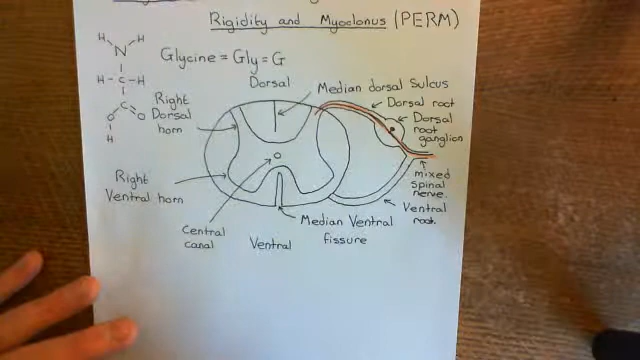 Rigidity and Myoclonus (PERM)
H H
N
Glycine = Gly = G
H - C - H
C
O O
H
Dorsal
Median dorsal Sulcus
Right
Dorsal
horn
Dorsal root
Dorsal
root
ganglion
mixed
spinal
nerve.
Right
Ventral horn
Ventral
root.
Median Ventral
fissure
Central
canal
Ventral